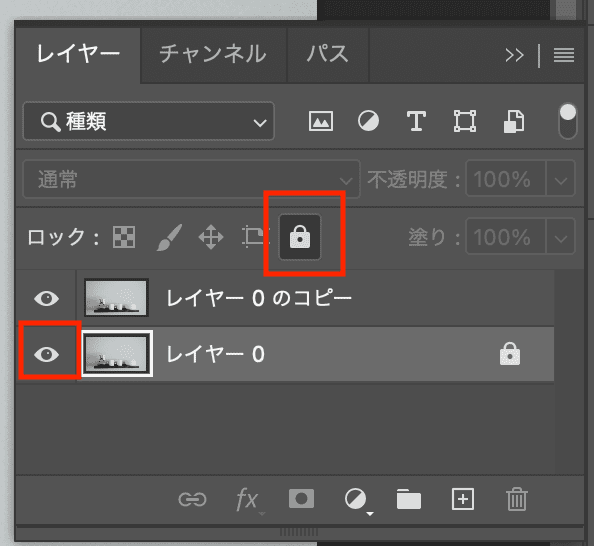 レイヤー チャンネル パス
種類
通常 不透明度： 100%
ロック： 塗り： 100%
レイヤー 0 のコピー
レイヤー 0
fx